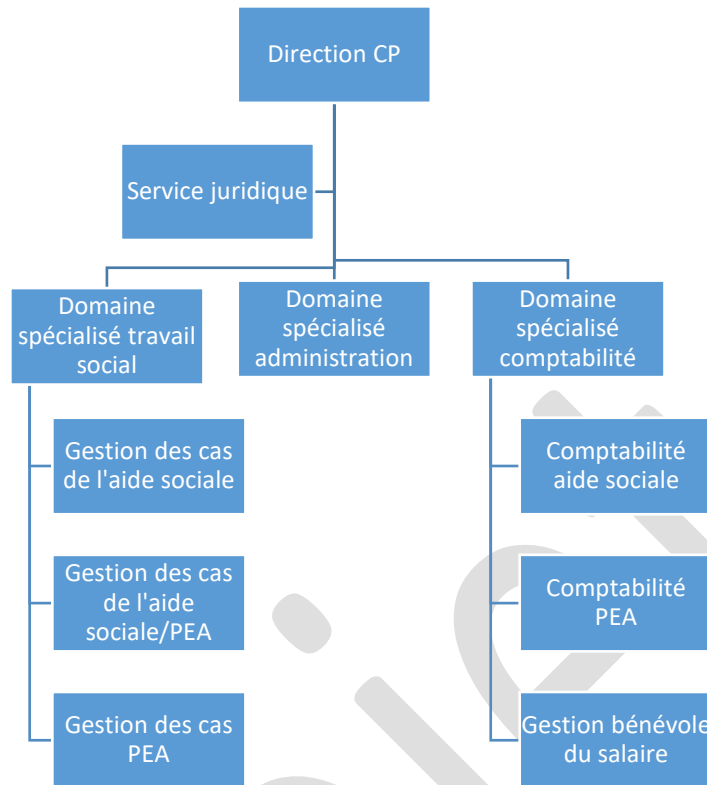 Direction CP
Service juridique
Domaine
spécialisé travail
social
Domaine
spécialisé
administration
Domaine
spécialisé
comptabilité
Gestion des cas
de l'aide sociale
Gestion des cas
de l'aide
sociale/PEA
Gestion des cas
PEA
Comptabilité
aide sociale
Comptabilité
PEA
Gestion bénévole
du salaire